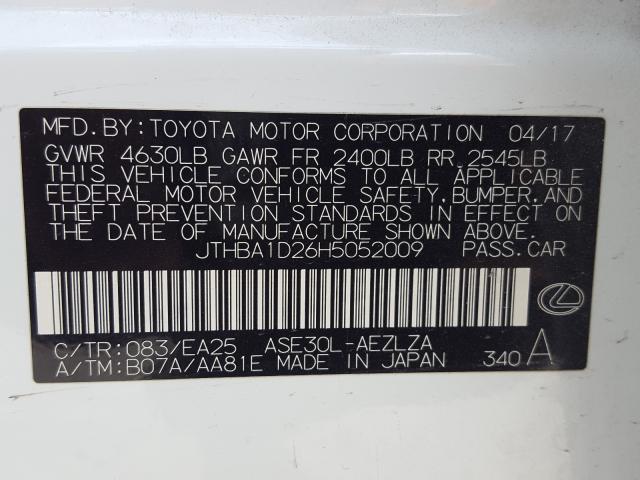 MFD. BY: TOYOTA MOTOR CORPORATION 04/17
GVWR 4630LB GAWR FR 2400LB RR 2545LB
THIS VEHICLE CONFORMS TO ALL APPLICABLE
FEDERAL MOTOR VEHICLE SAFETY, BUMPER, AND
THEFT PREVENTION STANDARDS IN EFFECT ON
THE DATE OF MANUFACTURE SHOWN ABOVE.
JTHBA1D26H5052009 PASS. CAR
C/TR: 083/EA25 ASE30L-AEZLZA
A/TM: B07A/AA81E MADE IN JAPAN 340 A